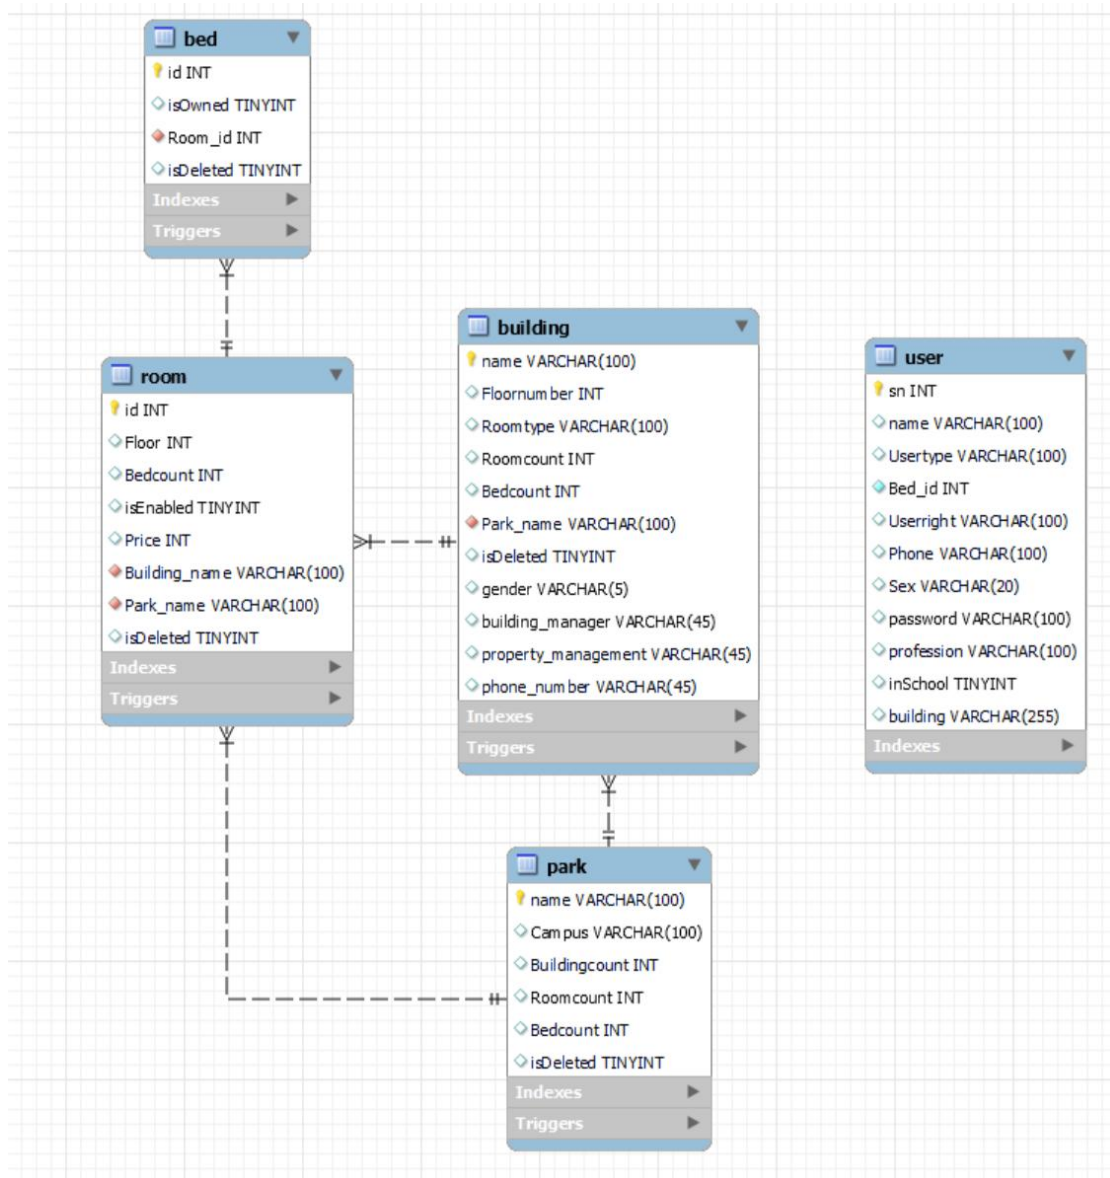 bed
id INT
isOwned TINYINT
Room_id INT
isDeleted TINYINT
Indexes
Triggers
room
id INT
Floor INT
Bedcount INT
isEnabled TINYINT
Price INT
Building_name VARCHAR(100)
Park_name VARCHAR(100)
isDeleted TINYINT
Indexes
Triggers
building
name VARCHAR(100)
Floornumber INT
Roomtype VARCHAR(100)
Roomcount INT
Bedcount INT
Park_name VARCHAR(100)
isDeleted TINYINT
gender VARCHAR(5)
building_manager VARCHAR(45)
property_management VARCHAR(45)
phone_number VARCHAR(45)
Indexes
Triggers
user
sn INT
name VARCHAR(100)
Usertype VARCHAR(100)
Bed_id INT
Userright VARCHAR(100)
Phone VARCHAR(100)
Sex VARCHAR(20)
password VARCHAR(100)
profession VARCHAR(100)
inSchool TINYINT
building VARCHAR(255)
Indexes
park
name VARCHAR(100)
Campus VARCHAR(100)
Buildingcount INT
Roomcount INT
Bedcount INT
isDeleted TINYINT
Indexes
Triggers